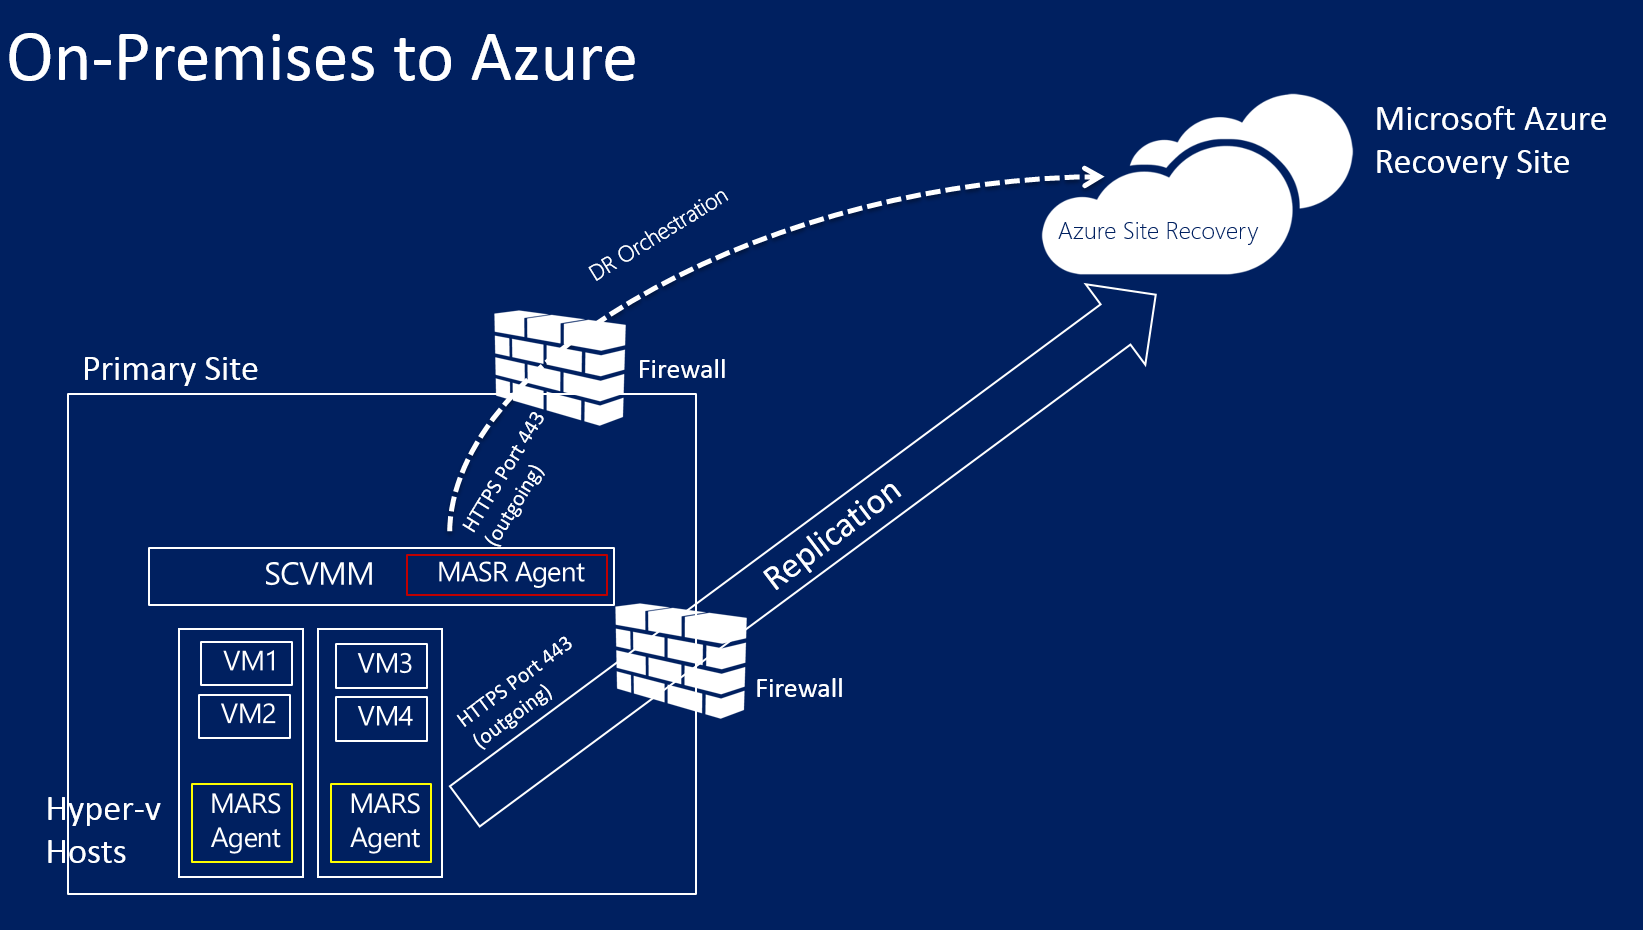 On-Premises to Azure
Microsoft Azure
Recovery Site
Azure Site Recovery
DR Orchestration
Primary Site
Firewall
HTTPS Port 443
(outgoing)
Replication
SCVMM
MASR Agent
VM1
VM2
VM3
VM4
HTTPS Port 443
(outgoing)
Firewall
Hyper-v
Hosts
MARS
Agent
MARS
Agent